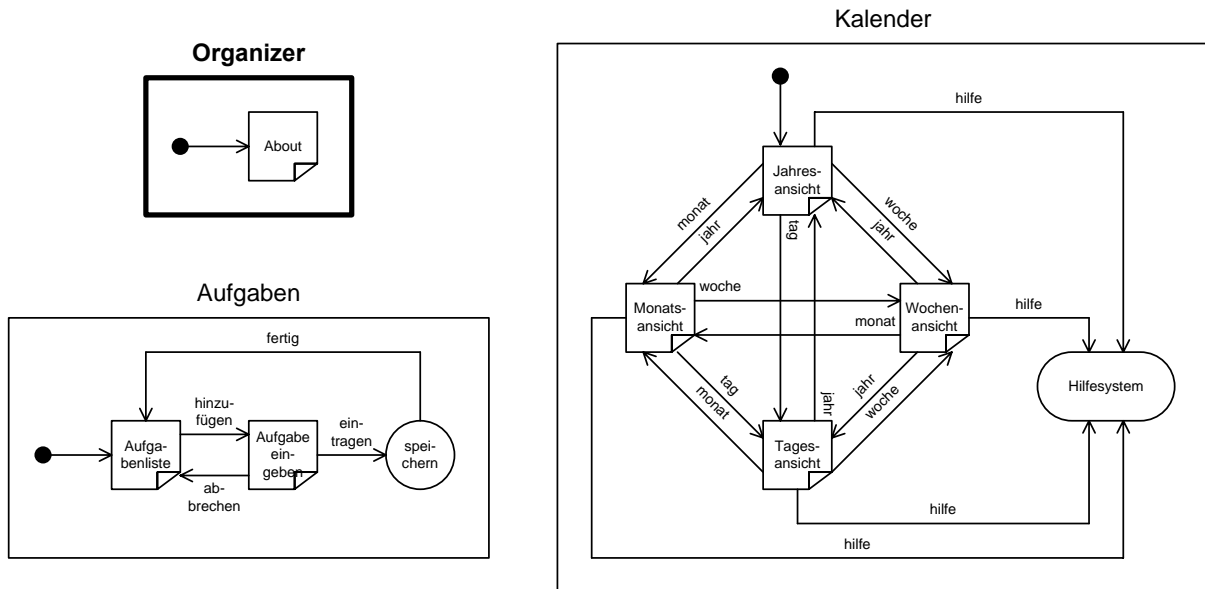 Organizer
About
Aufgaben
fertig
hinzu-
fügen
ein-
tragen
Aufga-
benliste
Aufgabe
ein-
geben
spei-
chern
ab-
brechen
Kalender
hilfe
Jahres-
ansicht
monat
jahr
tag
woche
jahr
Monats-
ansicht
woche
monat
Wochen-
ansicht
hilfe
Hilfesystem
tag
monat
jahr
jahr
woche
Tages-
ansicht
hilfe
hilfe